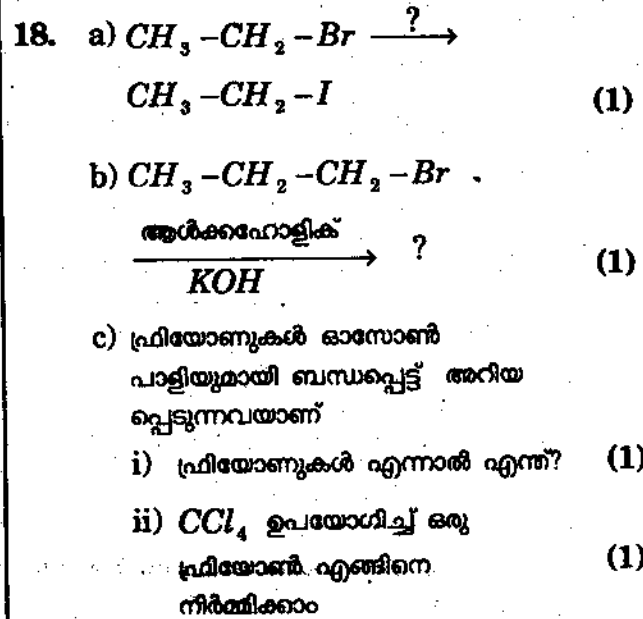 18. a) CH₃ –CH₂ –Br —?→
CH₃ –CH₂ –I (1)
b) CH₃ –CH₂ –CH₂ –Br .
ആൾക്കഹോളിക്
⟶ ? (1)
KOH
c) ഫ്രിയോണുകൾ ഓസോൺ
പാളിയുമായി ബന്ധപ്പെട്ട് അറിയ
പ്പെടുന്നവയാണ്
i) ഫ്രിയോണുകൾ എന്നാൽ എന്ത്? (1)
ii) CCl₄ ഉപയോഗിച്ച് ഒരു
ഫ്രിയോൺ എങ്ങിനെ (1)
നിർമ്മിക്കാം